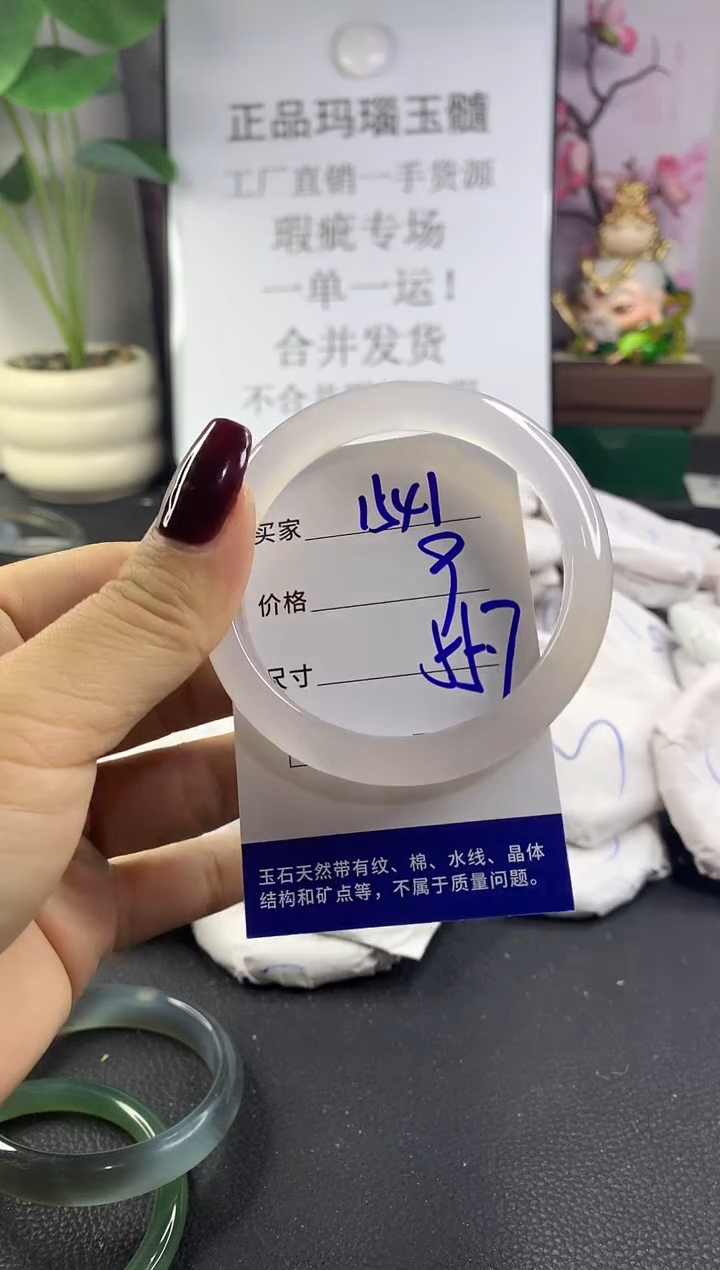 正品玛瑙玉髓
工厂直销一手货源
瑕疵专场
一单一运！
合并发货
不合
买家 1541
价格 8
尺寸 55.7
玉石天然带有纹、棉、水线、晶体
结构和矿点等，不属于质量问题。